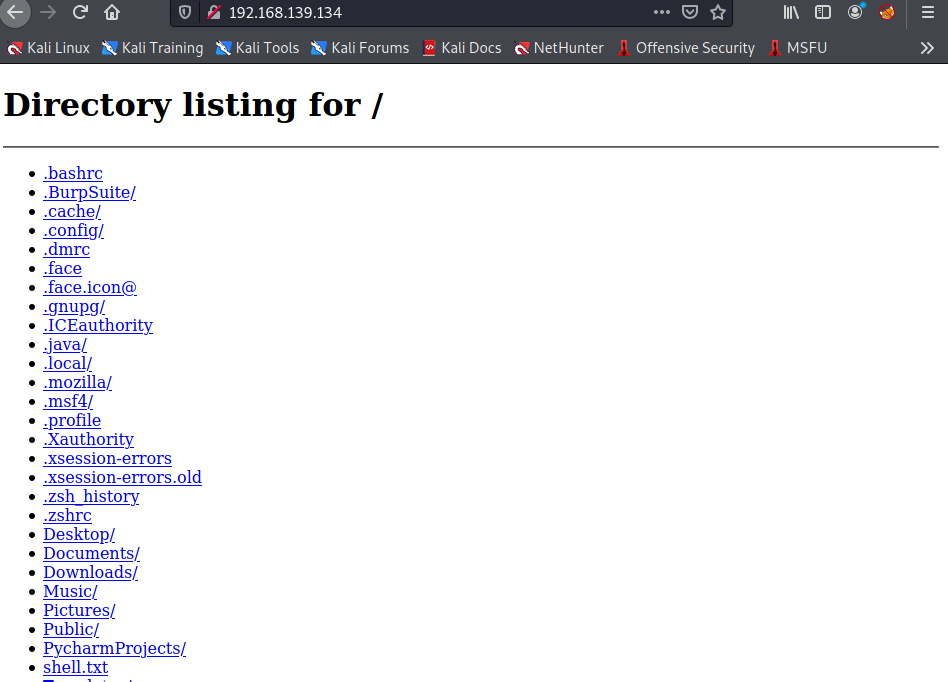 192.168.139.134
Kali Linux Kali Training Kali Tools Kali Forums Kali Docs NetHunter Offensive Security MSFU
Directory listing for /
.bashrc
.BurpSuite/
.cache/
.config/
.dmrc
.face
.face.icon@
.gnupg/
.ICEauthority
.java/
.local/
.mozilla/
.msf4/
.profile
.Xauthority
.xsession-errors
.xsession-errors.old
.zsh_history
.zshrc
Desktop/
Documents/
Downloads/
Music/
Pictures/
Public/
PycharmProjects/
shell.txt